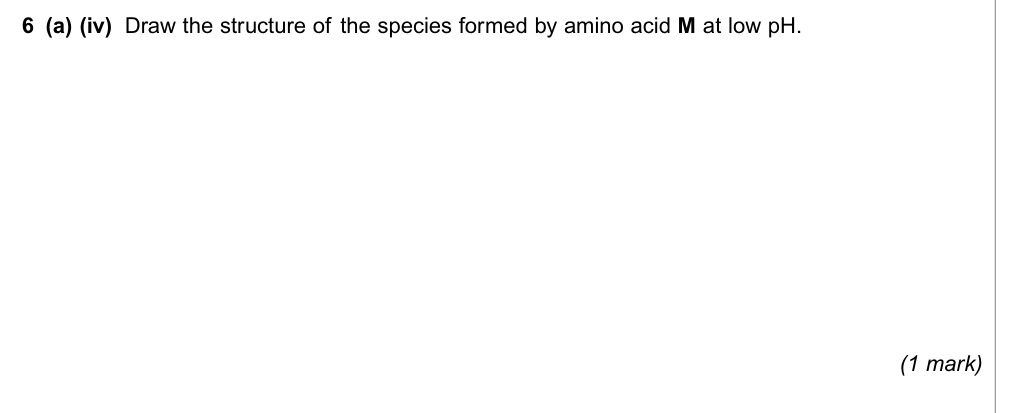 6 (a) (iv) Draw the structure of the species formed by amino acid M at low pH.
(1 mark)